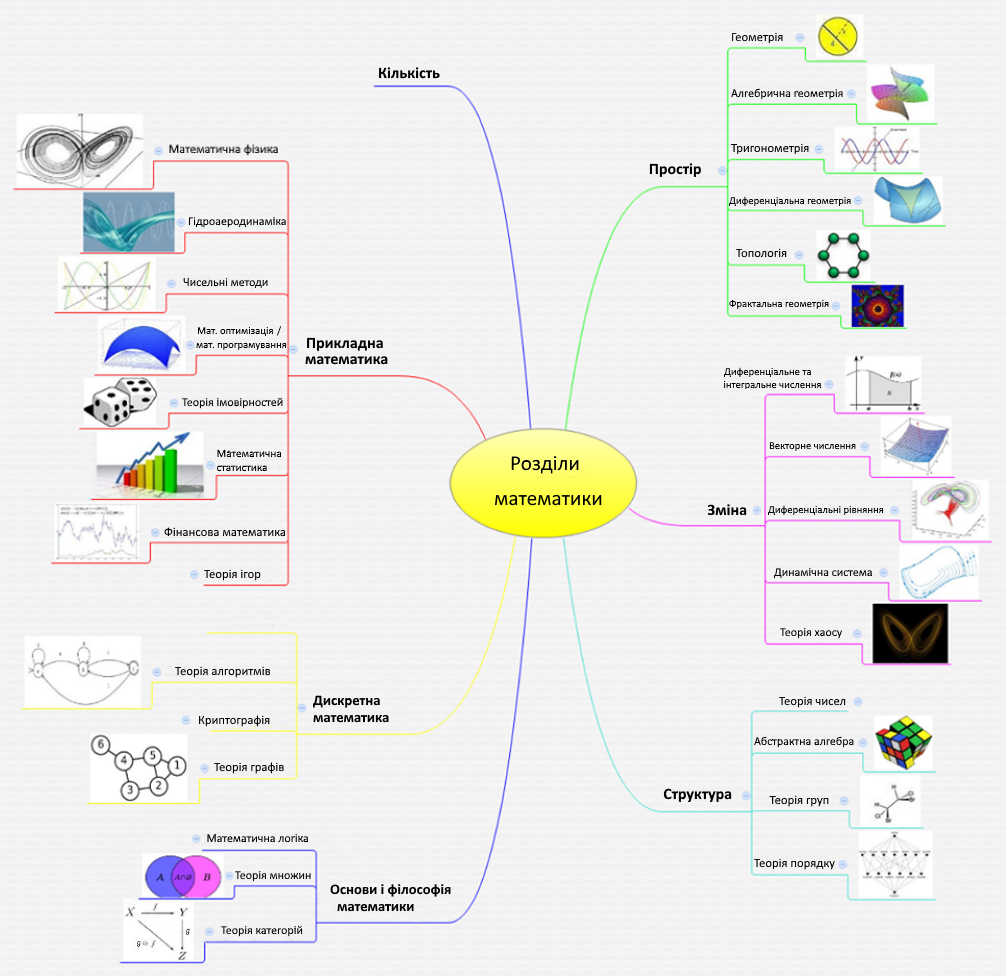 Розділи
математики
Кількість
Простір
Геометрія
Алгебрична геометрія
Тригонометрія
Диференціальна геометрія
Топологія
Фрактальна геометрія
Зміна
Диференціальне та
інтегральне числення
y
f(x)
S
a
b
x
Векторне числення
Диференціальні рівняння
Динамічна система
Теорія хаосу
Структура
Теорія чисел
Абстрактна алгебра
Теорія груп
H
Cl
Br
H
Cl
Br
Теорія порядку
Прикладна
математика
Математична фізика
Гідроаеродинаміка
Чисельні методи
Мат. оптимізація /
мат. програмування
Теорія імовірностей
Математична
статистика
Фінансова математика
Теорія ігор
Дискретна
математика
Теорія алгоритмів
Криптографія
Теорія графів
6
4
5
1
3
2
Основи і філософія
математики
Математична логіка
Теорія множин
A
A∩B
B
Теорія категорій
X
f
Y
g
g ∘ f
Z